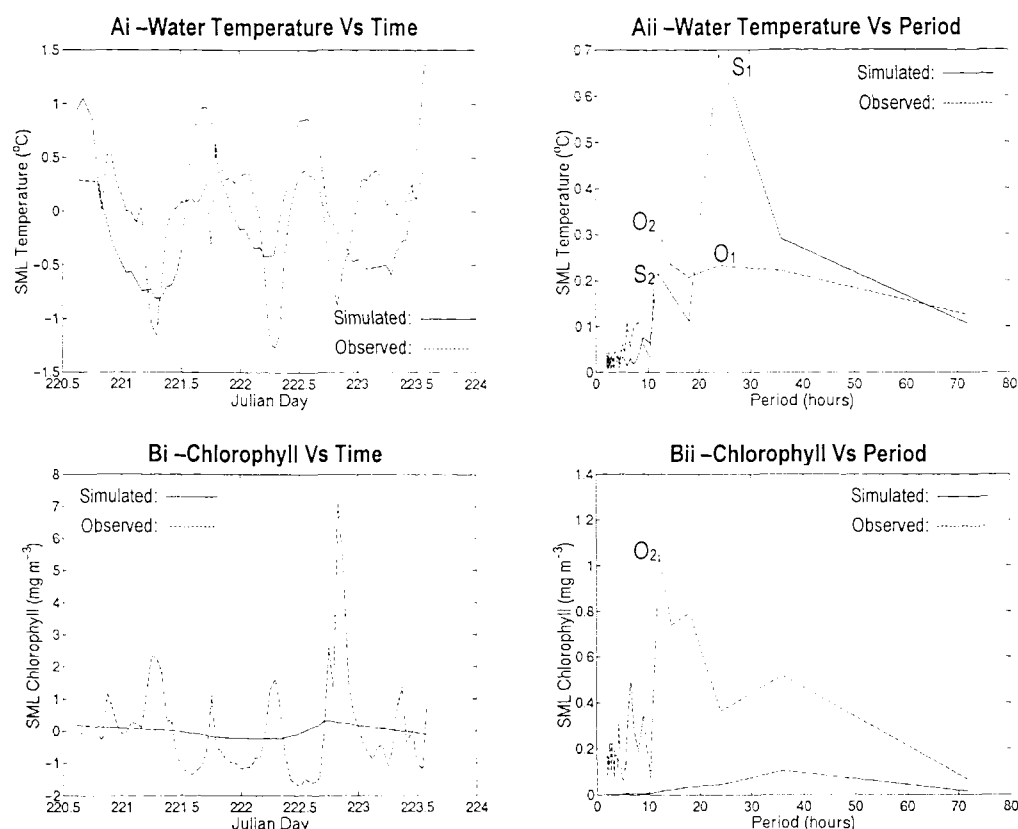 Ai –Water Temperature Vs Time
1.5
1
0.5
0
−0.5
−1
−1.5
SML Temperature (°C)
Simulated:
Observed:
220.5 221 221.5 222 222.5 223 223.5 224
Julian Day
Aii –Water Temperature Vs Period
0.7
0.6
0.5
0.4
0.3
0.2
0.1
0
SML Temperature (°C)
S1
Simulated:
Observed:
O2
O1
S2
0 10 20 30 40 50 60 70 80
Period (hours)
Bi –Chlorophyll Vs Time
8
7
6
5
4
3
2
1
0
−1
−2
SML Chlorophyll (mg m⁻³)
Simulated:
Observed:
220.5 221 221.5 222 222.5 223 223.5 224
Julian Day
Bii –Chlorophyll Vs Period
1.4
1.2
1
0.8
0.6
0.4
0.2
0
SML Chlorophyll (mg m⁻³)
Simulated:
Observed:
O2
0 10 20 30 40 50 60 70 80
Period (hours)